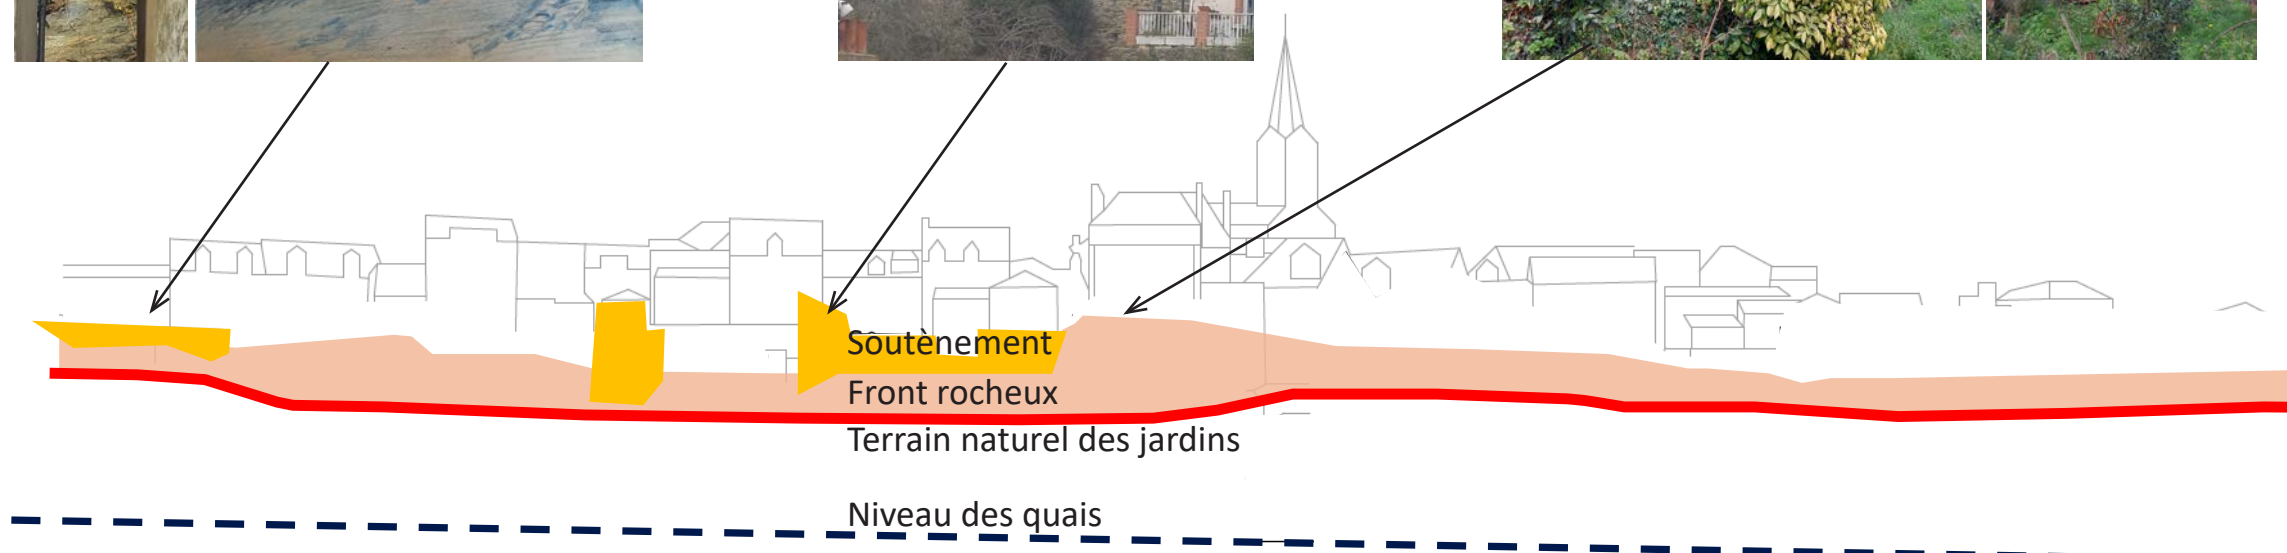 Soutènement
Front rocheux
Terrain naturel des jardins
Niveau des quais